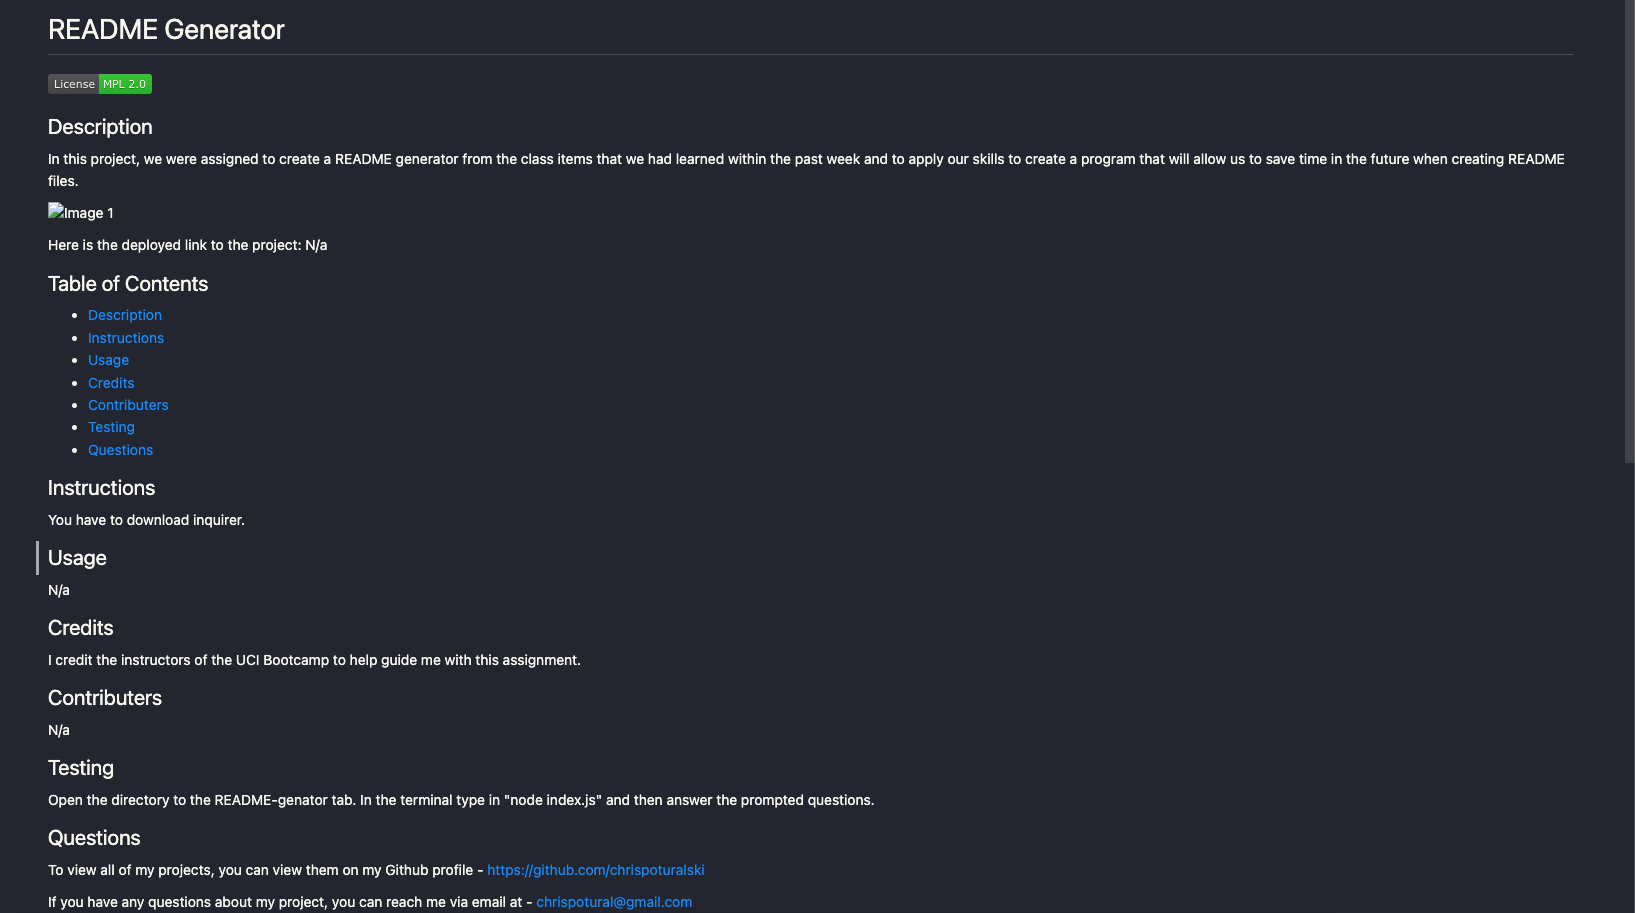 README Generator
License MPL 2.0
Description
In this project, we were assigned to create a README generator from the class items that we had learned within the past week and to apply our skills to create a program that will allow us to save time in the future when creating README
files.
Image 1
Here is the deployed link to the project: N/a
Table of Contents
Description
Instructions
Usage
Credits
Contributers
Testing
Questions
Instructions
You have to download inquirer.
Usage
N/a
Credits
I credit the instructors of the UCI Bootcamp to help guide me with this assignment.
Contributers
N/a
Testing
Open the directory to the README-genator tab. In the terminal type in "node index.js" and then answer the prompted questions.
Questions
To view all of my projects, you can view them on my Github profile - https://github.com/chrispoturalski
If you have any questions about my project, you can reach me via email at - chrispotural@gmail.com